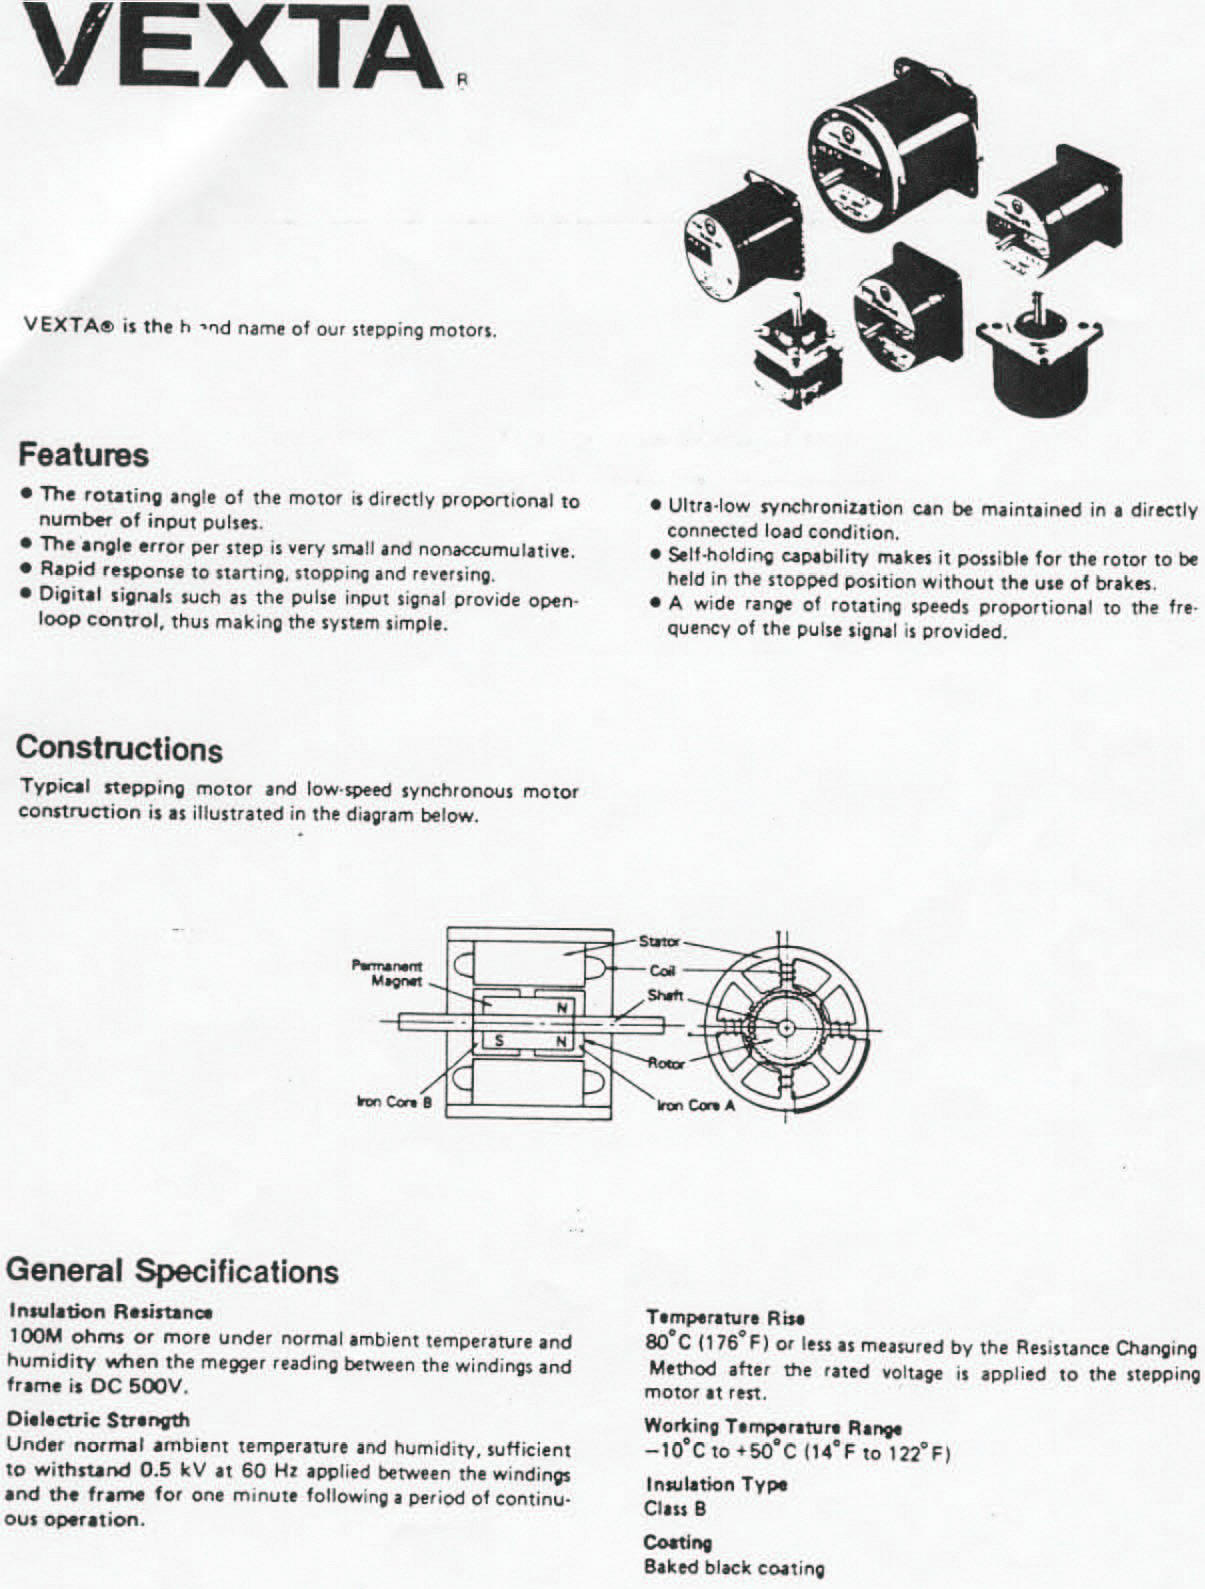 VEXTA
R
VEXTA® is the b and name of our stepping motors.
Features
● The rotating angle of the motor is directly proportional to
number of input pulses.
● The angle error per step is very small and nonaccumulative.
● Rapid response to starting, stopping and reversing.
● Digital signals such as the pulse input signal provide open-
loop control, thus making the system simple.
● Ultra-low synchronization can be maintained in a directly
connected load condition.
● Self-holding capability makes it possible for the rotor to be
held in the stopped position without the use of brakes.
● A wide range of rotating speeds proportional to the fre-
quency of the pulse signal is provided.
Constructions
Typical stepping motor and low-speed synchronous motor
construction is as illustrated in the diagram below.
Stator
Permanent
Magnet
Coil
Shaft
N
S N
Rotor
Iron Core B
Iron Core A
General Specifications
Insulation Resistance
100M ohms or more under normal ambient temperature and
humidity when the megger reading between the windings and
frame is DC 500V.
Dielectric Strength
Under normal ambient temperature and humidity, sufficient
to withstand 0.5 kV at 60 Hz applied between the windings
and the frame for one minute following a period of continu-
ous operation.
Temperature Rise
80°C (176°F) or less as measured by the Resistance Changing
Method after the rated voltage is applied to the stepping
motor at rest.
Working Temperature Range
−10°C to +50°C (14°F to 122°F)
Insulation Type
Class B
Coating
Baked black coating